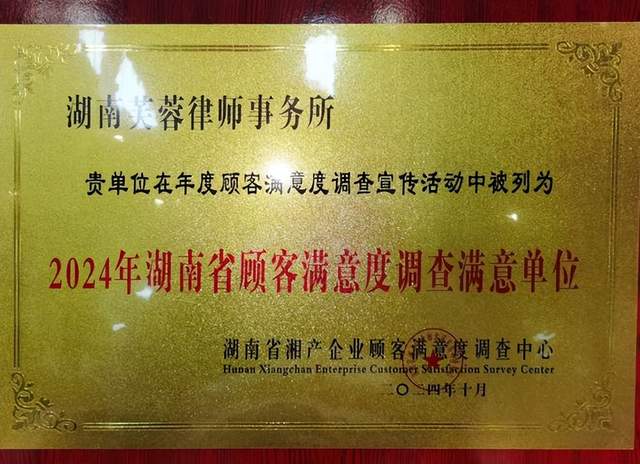 湖南芙蓉律师事务所
贵单位在年度顾客满意度调查宣传活动中被列为
2024年湖南省顾客满意度调查满意单位
湖南省湘产企业顾客满意度调查中心
Hunan Xiangchan Enterprise Customer Satisfaction Survey Center
二〇二四年十月